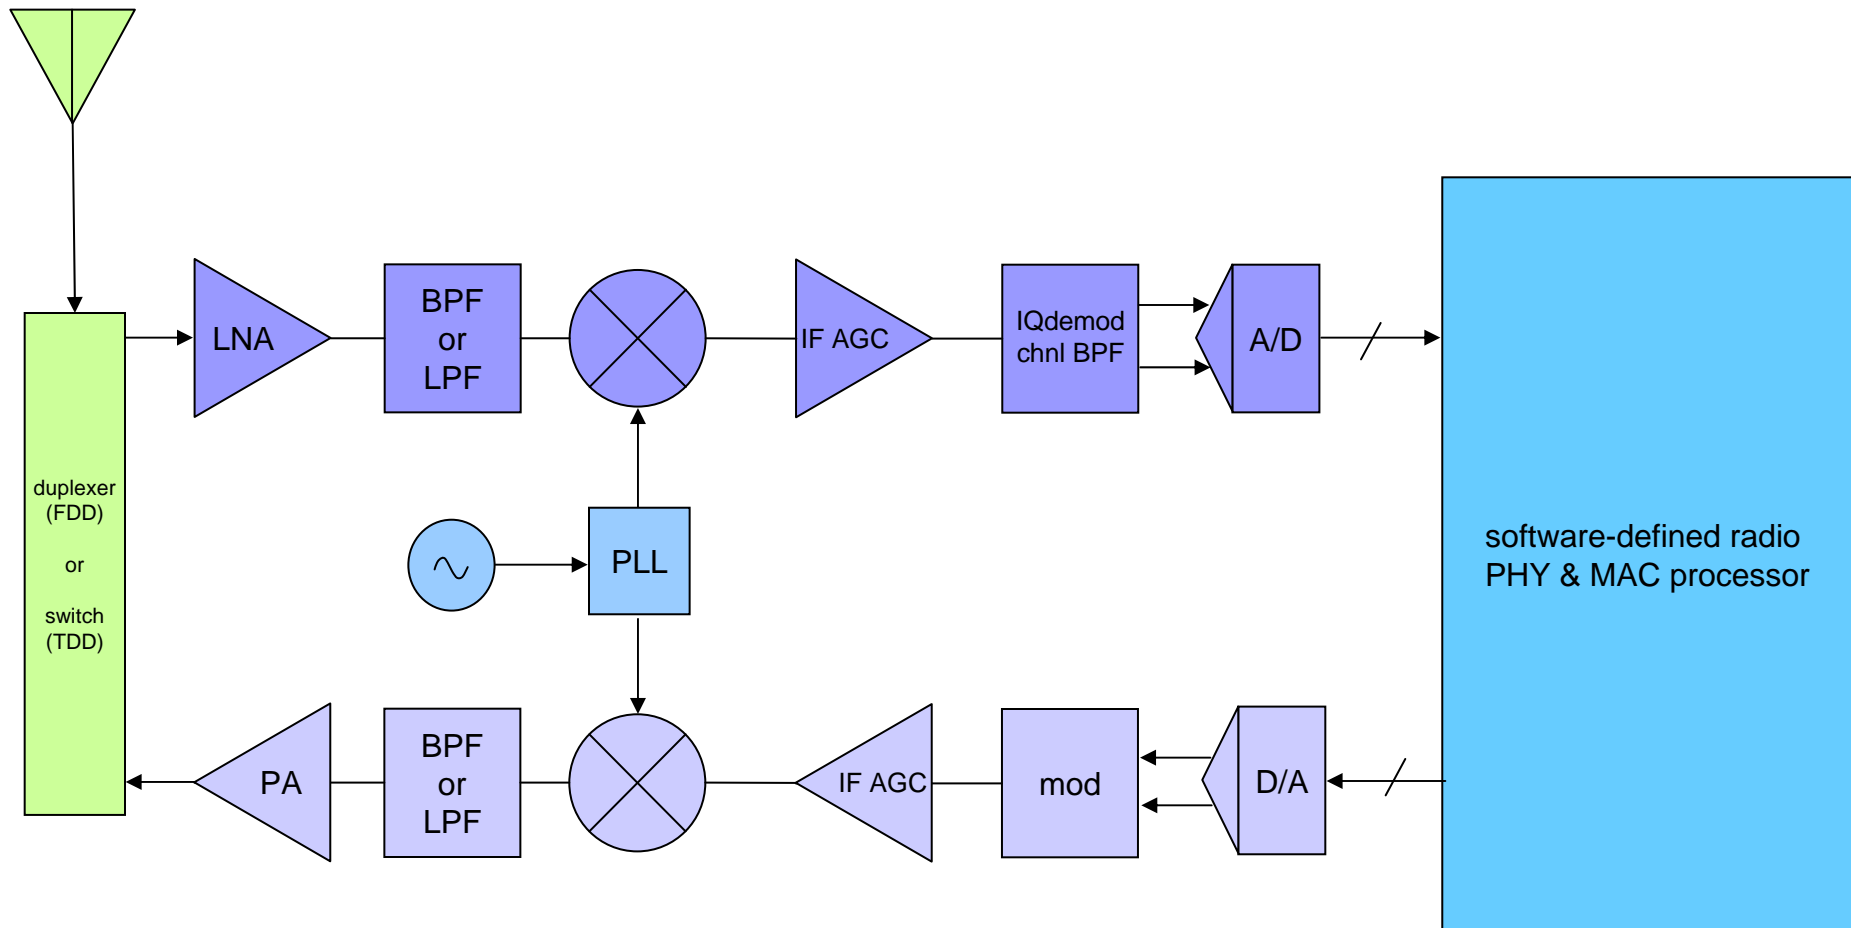 LNA
BPF
or
LPF
IF AGC
IQdemod
chnl BPF
A/D
duplexer
(FDD)
or
switch
(TDD)
PLL
software-defined radio
PHY & MAC processor
PA
BPF
or
LPF
IF AGC
mod
D/A